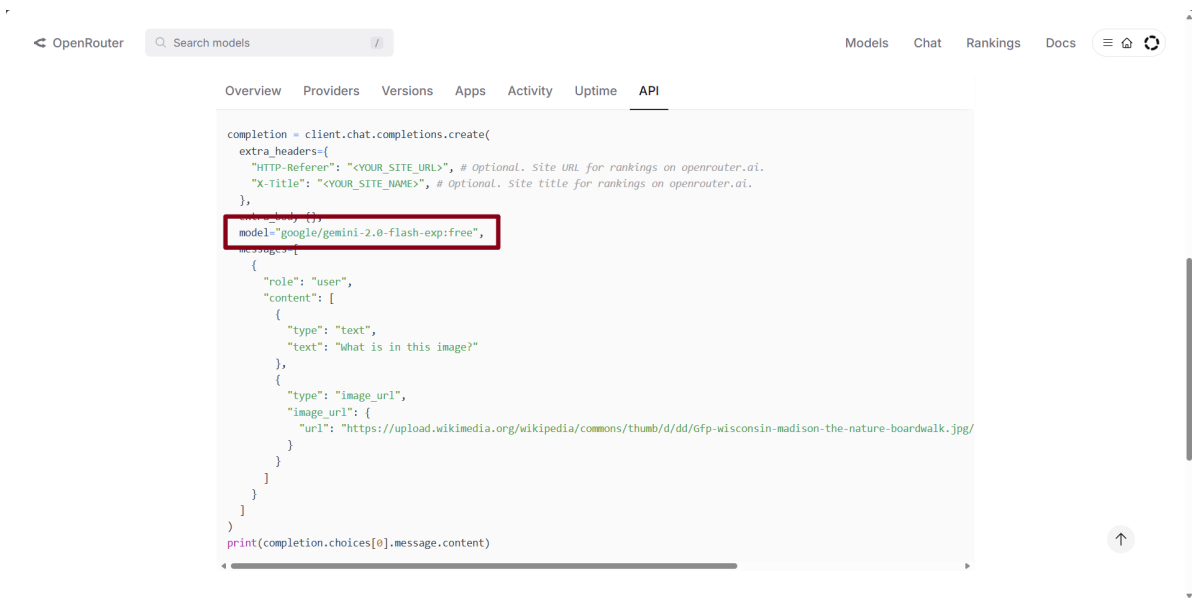 OpenRouter
Search models /
Models Chat Rankings Docs
Overview Providers Versions Apps Activity Uptime API
completion = client.chat.completions.create(
  extra_headers={
    "HTTP-Referer": "<YOUR_SITE_URL>", # Optional. Site URL for rankings on openrouter.ai.
    "X-Title": "<YOUR_SITE_NAME>", # Optional. Site title for rankings on openrouter.ai.
  },
  extra_body={},
  model="google/gemini-2.0-flash-exp:free",
  messages=[
    {
      "role": "user",
      "content": [
        {
          "type": "text",
          "text": "What is in this image?"
        },
        {
          "type": "image_url",
          "image_url": {
            "url": "https://upload.wikimedia.org/wikipedia/commons/thumb/d/dd/Gfp-wisconsin-madison-the-nature-boardwalk.jpg/
          }
        }
      ]
    }
  ]
)
print(completion.choices[0].message.content)